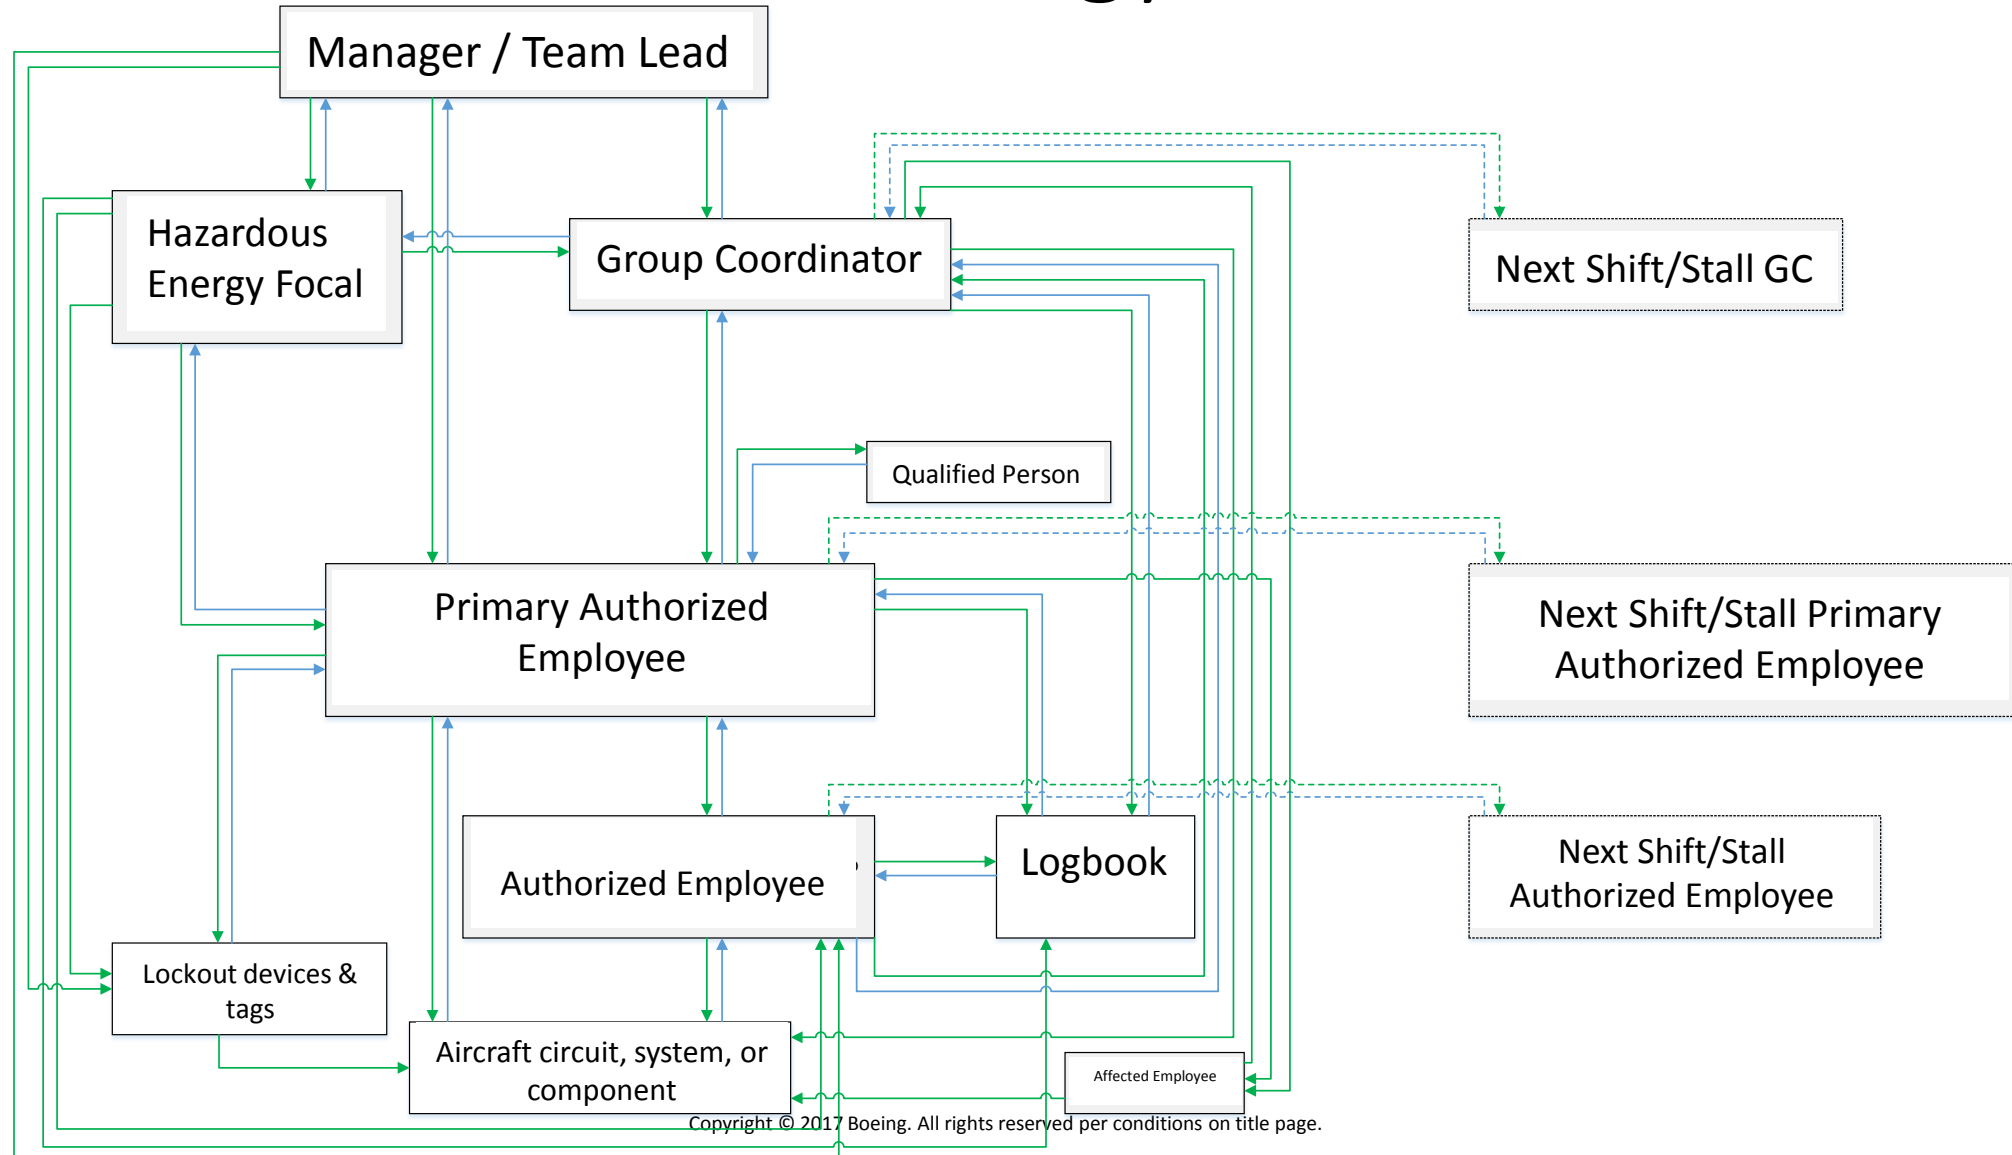 Manager / Team Lead
Hazardous
Energy Focal
Group Coordinator
Next Shift/Stall GC
Qualified Person
Primary Authorized
Employee
Next Shift/Stall Primary
Authorized Employee
Authorized Employee
Logbook
Next Shift/Stall
Authorized Employee
Lockout devices &
tags
Aircraft circuit, system, or
component
Affected Employee
Copyright © 2017 Boeing. All rights reserved per conditions on title page.